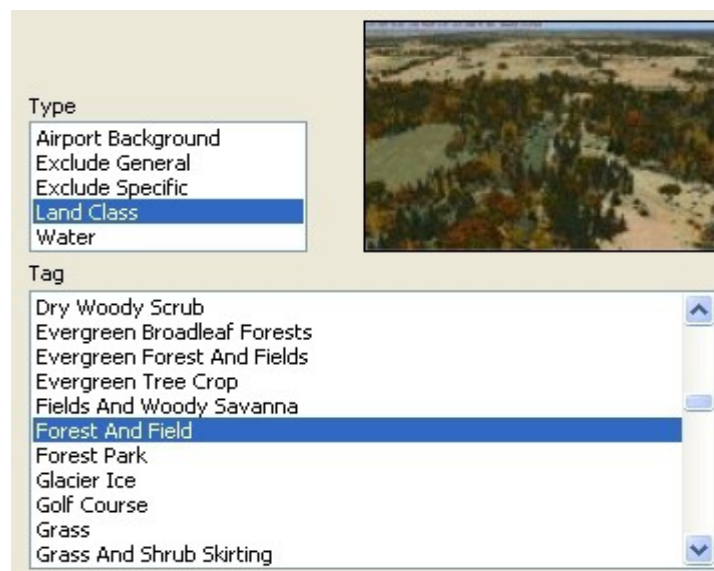 Type
Airport Background
Exclude General
Exclude Specific
Land Class
Water
Tag
Dry Woody Scrub
Evergreen Broadleaf Forests
Evergreen Forest And Fields
Evergreen Tree Crop
Fields And Woody Savanna
Forest And Field
Forest Park
Glacier Ice
Golf Course
Grass
Grass And Shrub Skirting